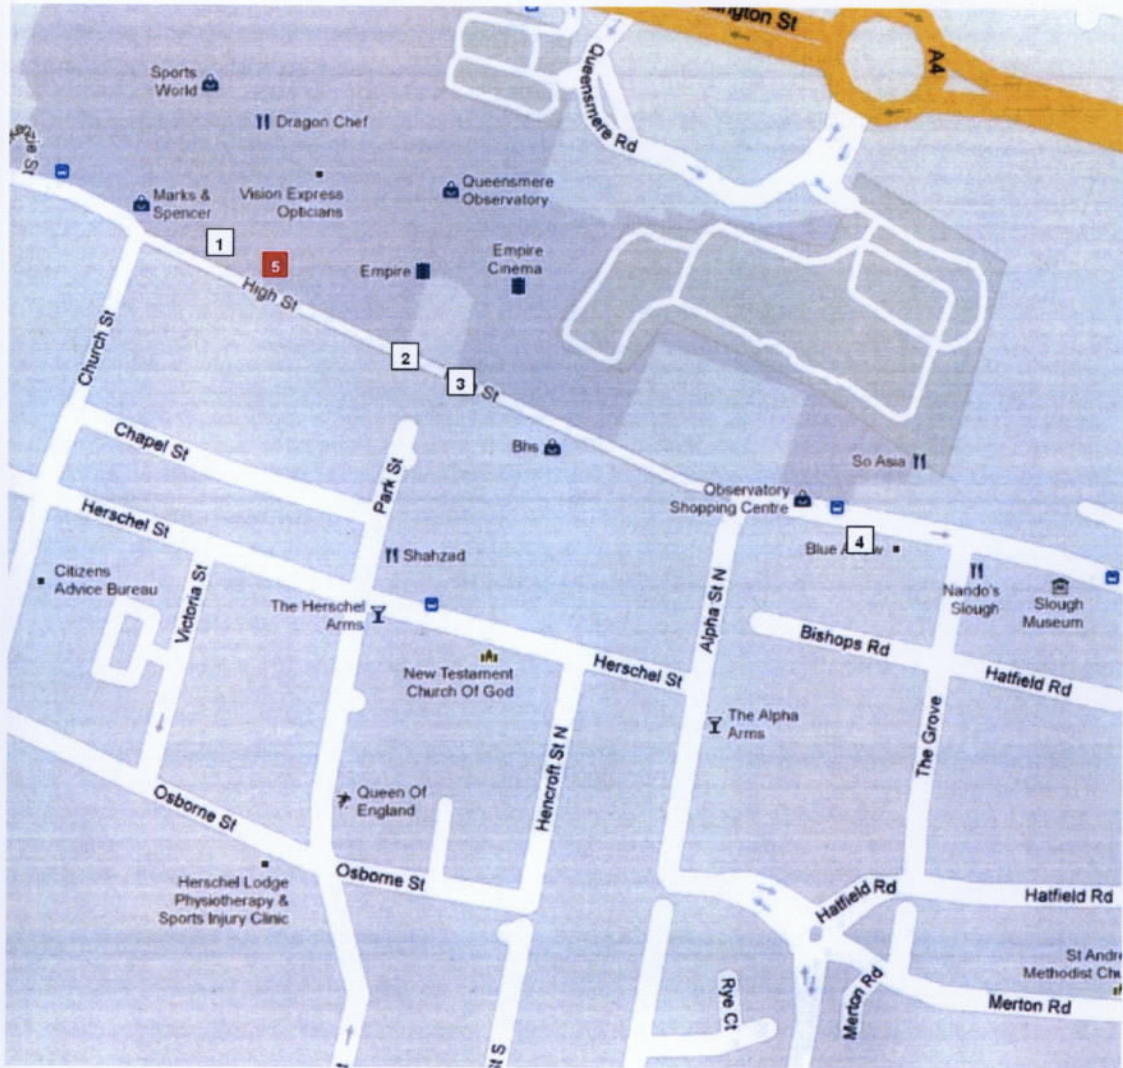 A4
Queensmere Rd
Sports
World
Dragon Chef
Vision Express
Opticians
Queensmere
Observatory
Marks &
Spencer
1
5
High St
Empire
Empire
Cinema
2
3
St
Church St
Chapel St
Park St
Bhs
So Asia
Observatory
Shopping Centre
4
Blue
Herschel St
Shahzad
Citizens
Advice Bureau
Victoria St
The Herschel
Arms
Alpha St N
Nando's
Slough
Slough
Museum
Bishops Rd
Hatfield Rd
New Testament
Church Of God
Herschel St
The Alpha
Arms
The Grove
Hencroft St N
Queen Of
England
Osborne St
Osborne St
Herschel Lodge
Physiotherapy &
Sports Injury Clinic
Hatfield Rd
Hatfield Rd
Merton Rd
Merton Rd
Rye Ct
St
Methodist
St S